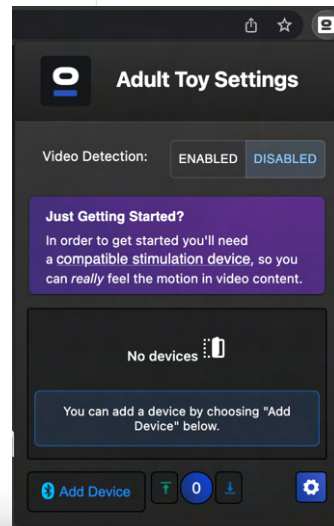 Adult Toy Settings
Video Detection:
ENABLED
DISABLED
Just Getting Started?
In order to get started you'll need
a compatible stimulation device, so you
can really feel the motion in video content.
No devices
You can add a device by choosing "Add
Device" below.
Add Device
0